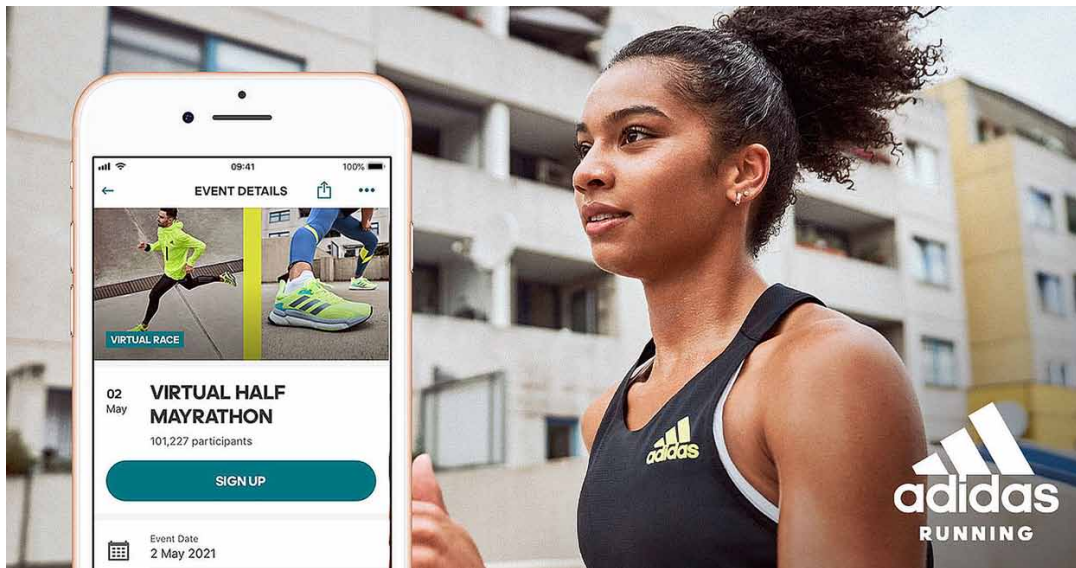 09:41
100%
EVENT DETAILS
VIRTUAL RACE
02
May
VIRTUAL HALF
MAYRATHON
101,227 participants
SIGN UP
Event Date
2 May 2021
adidas
adidas
RUNNING